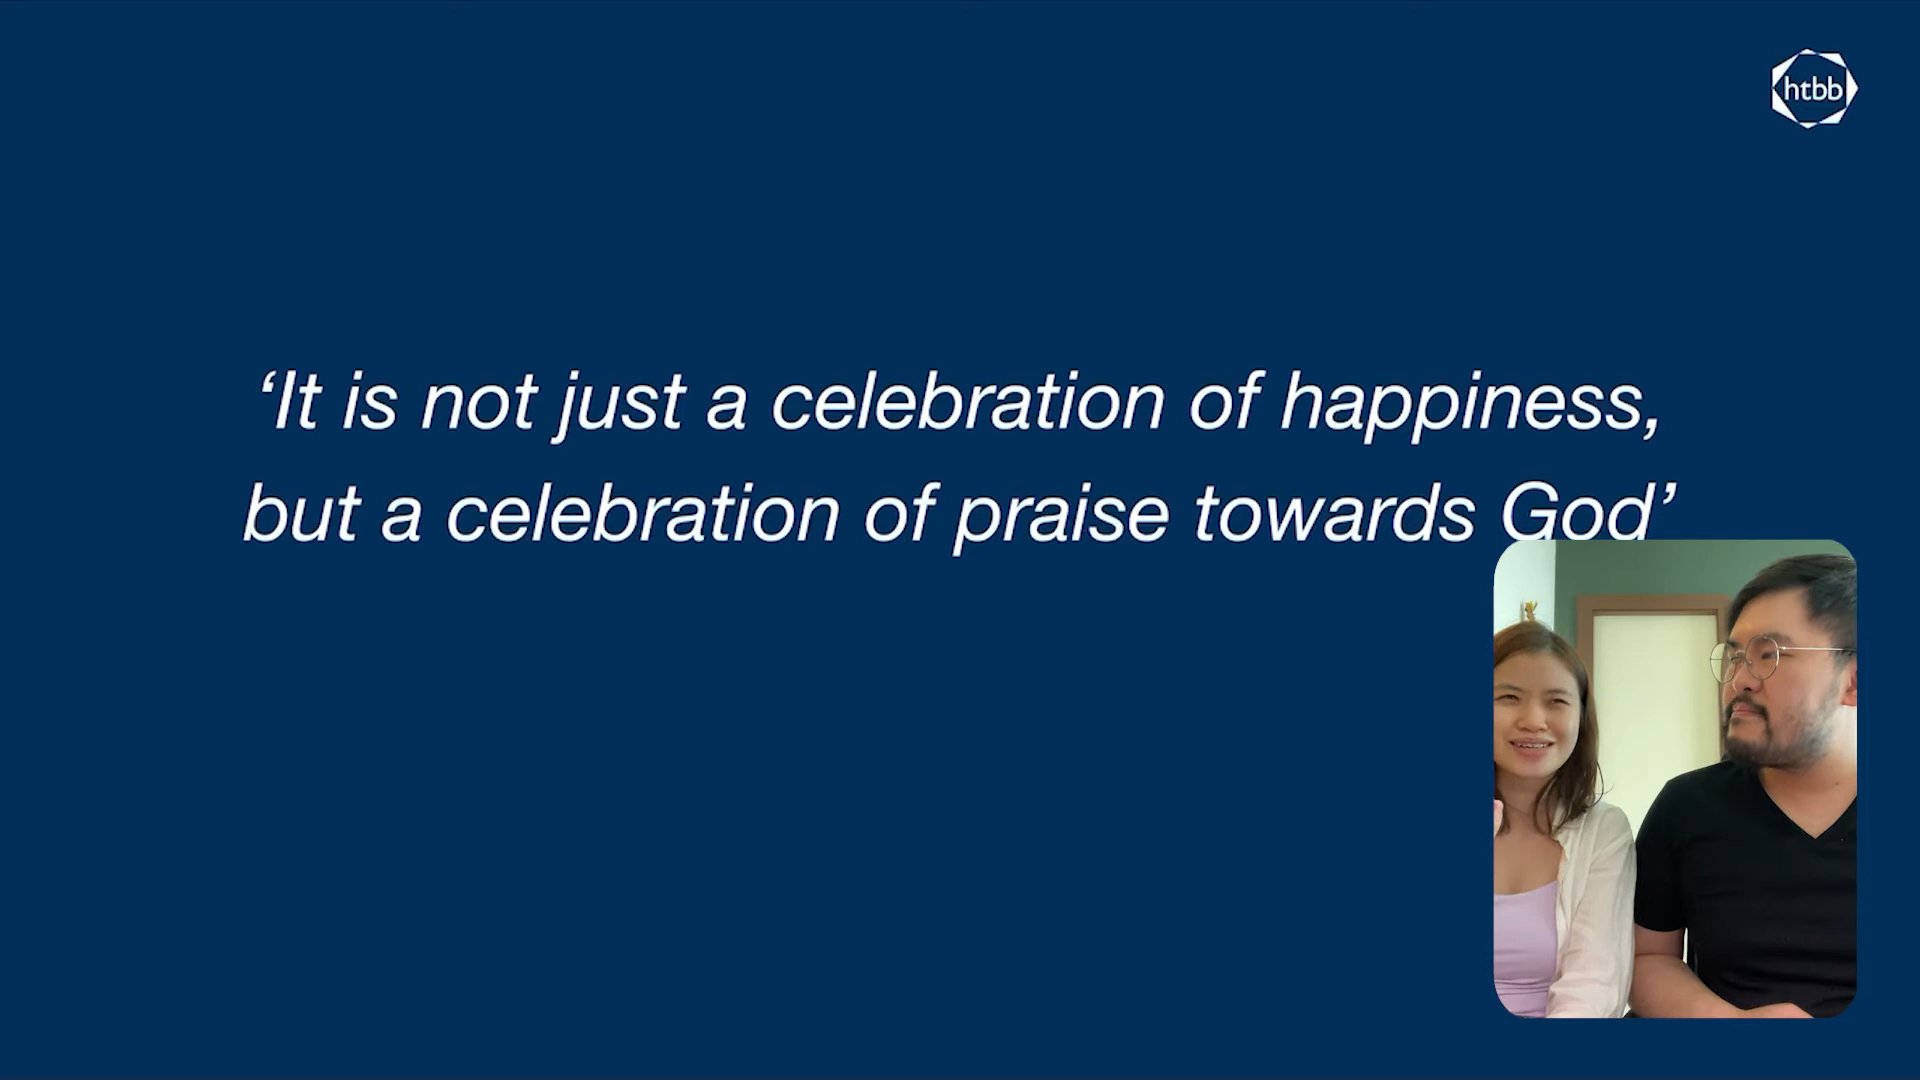 htbb
‘It is not just a celebration of happiness,
but a celebration of praise towards God’